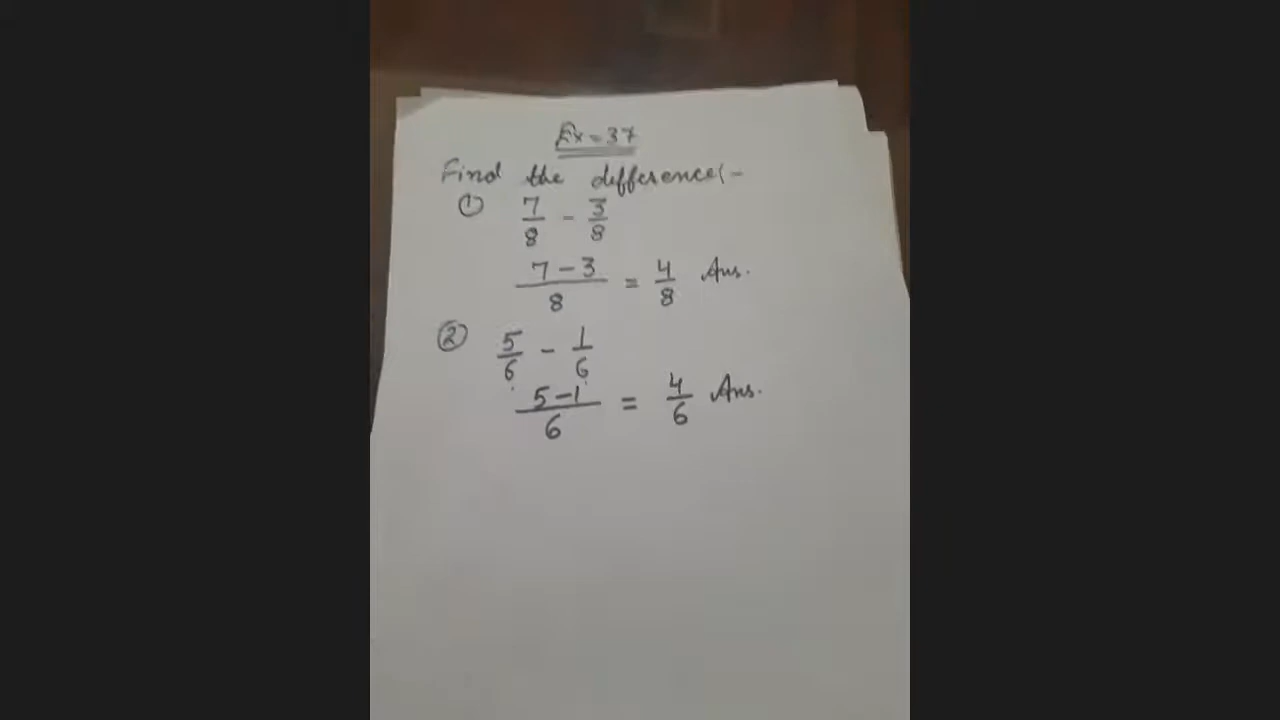 Ex = 37
Find the difference:-
① 7/8 - 3/8
7-3/8 = 4/8 Ans.
② 5/6 - 1/6
5-1/6 = 4/6 Ans.